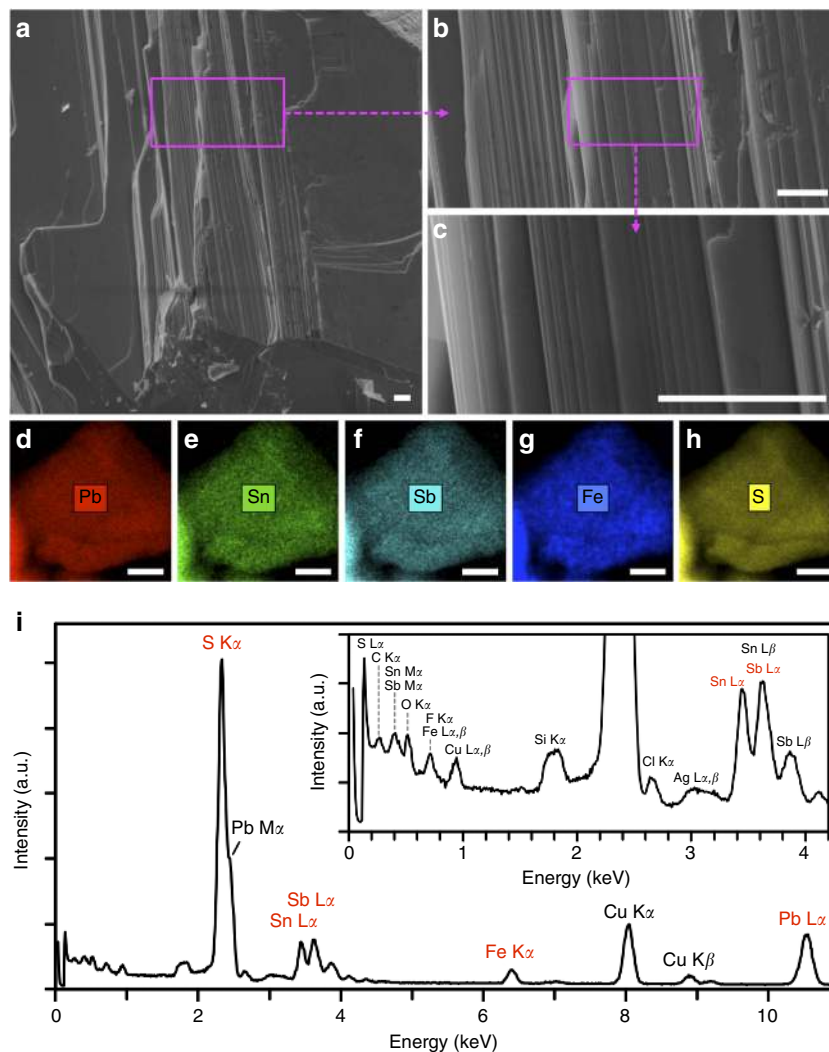 a
b
c
d
Pb
e
Sn
f
Sb
g
Fe
h
S
i
Intensity (a.u.)
S Kα
Pb Mα
Sb Lα
Sn Lα
Fe Kα
Cu Kα
Cu Kβ
Pb Lα
0 2 4 6 8 10
Energy (keV)
Intensity (a.u.)
S Lα
C Kα
Sn Mα
Sb Mα
O Kα
F Kα
Fe Lα,β
Cu Lα,β
Si Kα
Cl Kα
Ag Lα,β
Sn Lβ
Sn Lα
Sb Lα
Sb Lβ
0 1 2 3 4
Energy (keV)